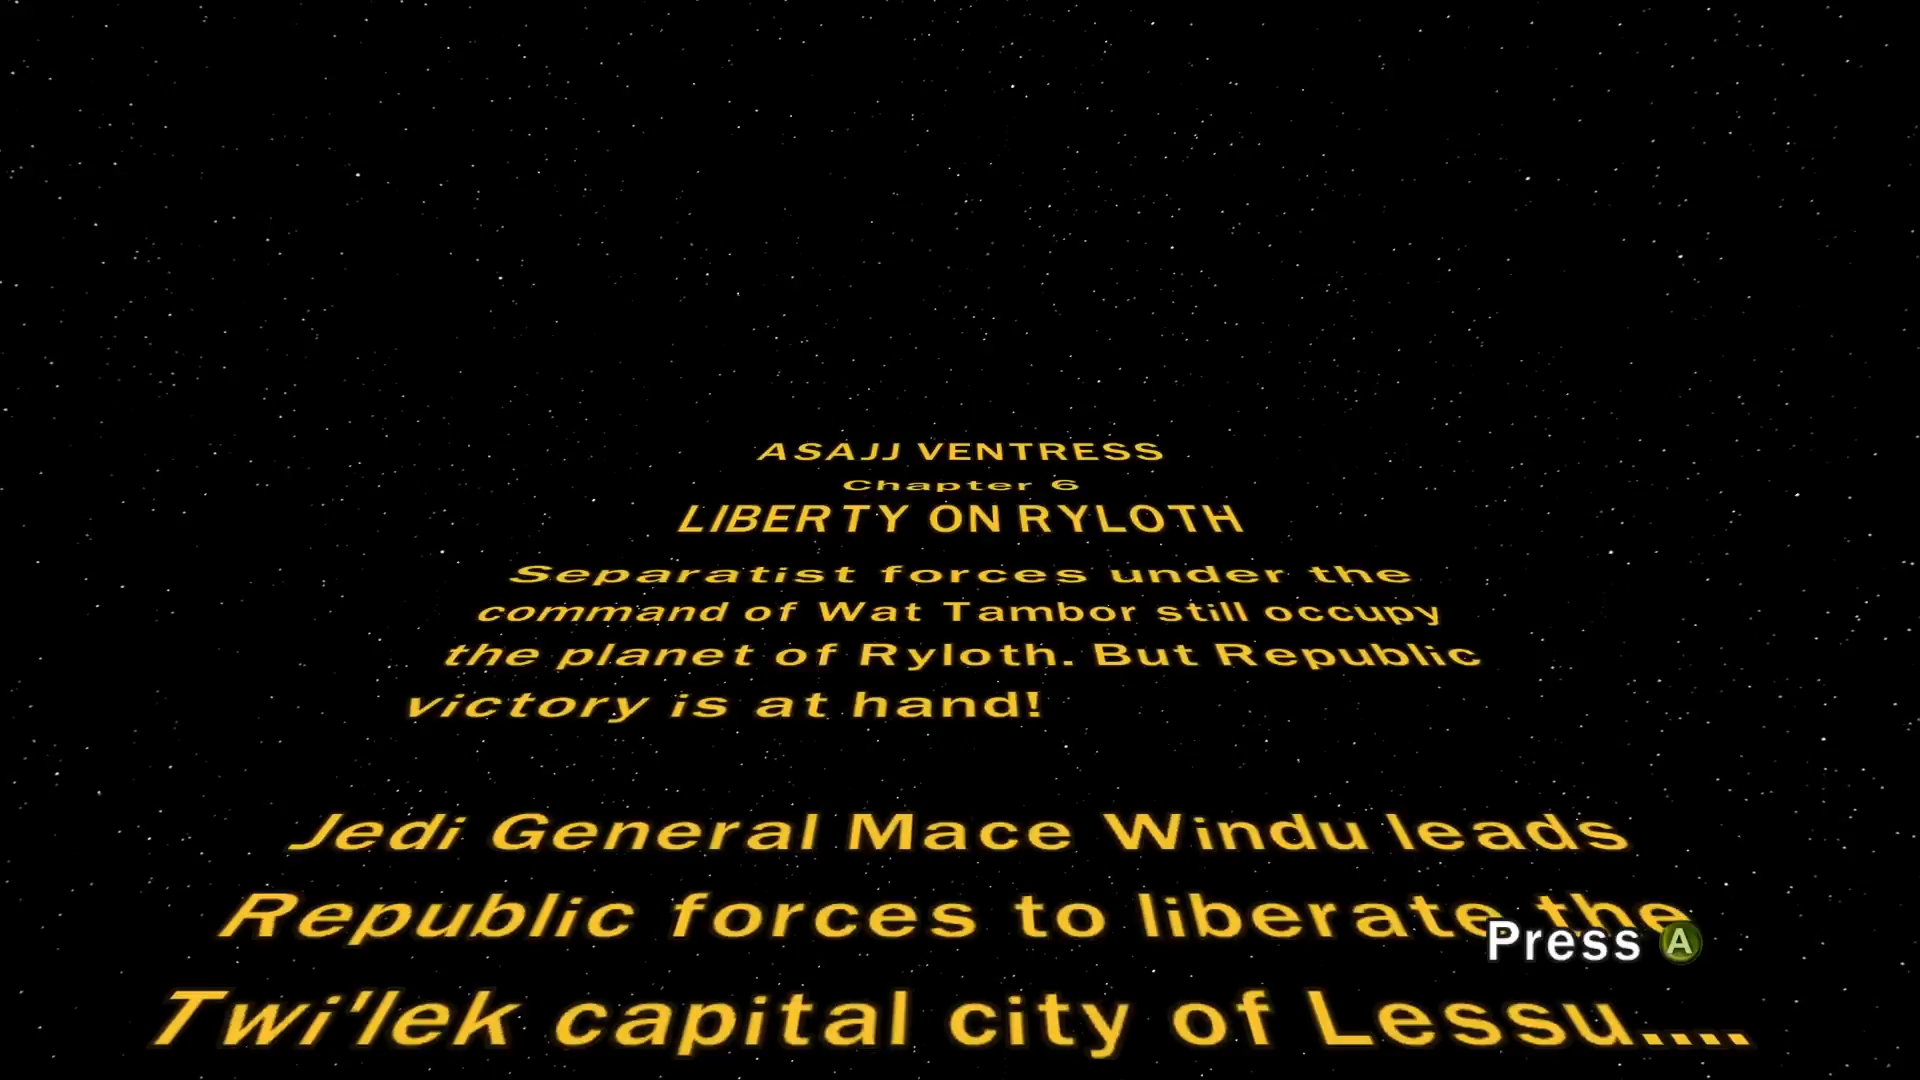 ASAJJ VENTRESS
Chapter 6
LIBERTY ON RYLOTH
Separatist forces under the
command of Wat Tambor still occupy
the planet of Ryloth. But Republic
victory is at hand!
Jedi General Mace Windu leads
Republic forces to liberate the
Press A
Twi'lek capital city of Lessu....